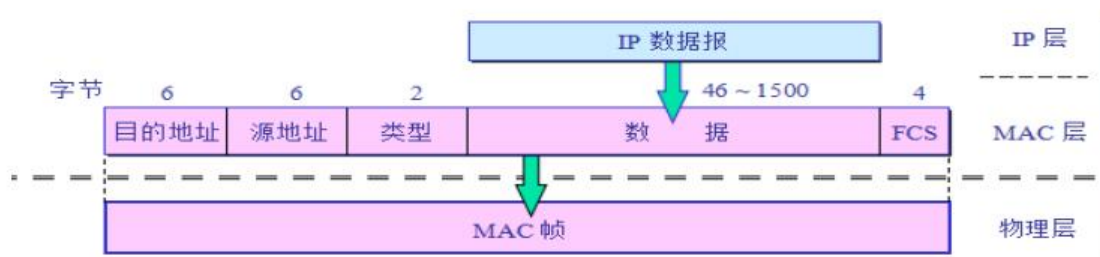 IP 数据报 IP 层
字节 6 6 2 46 ~ 1500 4
目的地址 源地址 类型 数 据 FCS MAC 层
MAC 帧 物理层